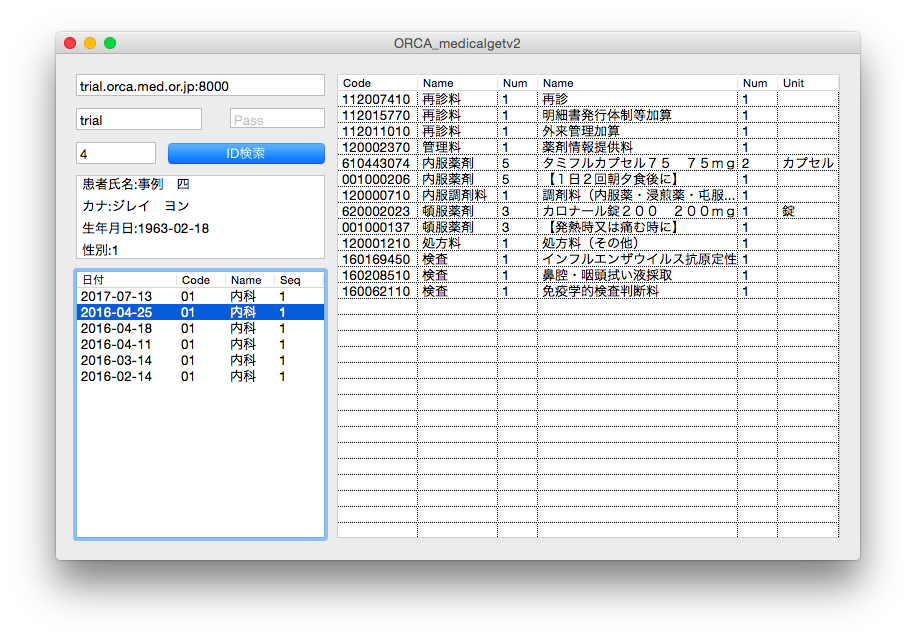 ORCA_medicalgetv2
trial.orca.med.or.jp:8000
trial
Pass
4
ID検索
患者氏名:事例　四
カナ:ジレイ　ヨン
生年月日:1963-02-18
性別:1
日付 Code Name Seq
2017-07-13 01 内科 1
2016-04-25 01 内科 1
2016-04-18 01 内科 1
2016-04-11 01 内科 1
2016-03-14 01 内科 1
2016-02-14 01 内科 1
Code Name Num Name Num Unit
112007410 再診料 1 再診 1
112015770 再診料 1 明細書発行体制等加算 1
112011010 再診料 1 外来管理加算 1
120002370 管理料 1 薬剤情報提供料 1
610443074 内服薬剤 5 タミフルカプセル７５　７５ｍｇ 2 カプセル
001000206 内服薬剤 5 【１日２回朝夕食後に】 1
120000710 内服調剤料 1 調剤料（内服薬・浸煎薬・屯服... 1
620002023 頓服薬剤 3 カロナール錠２００　２００ｍｇ 1 錠
001000137 頓服薬剤 3 【発熱時又は痛む時に】 1
120001210 処方料 1 処方料（その他） 1
160169450 検査 1 インフルエンザウイルス抗原定性 1
160208510 検査 1 鼻腔・咽頭拭い液採取 1
160062110 検査 1 免疫学的検査判断料 1